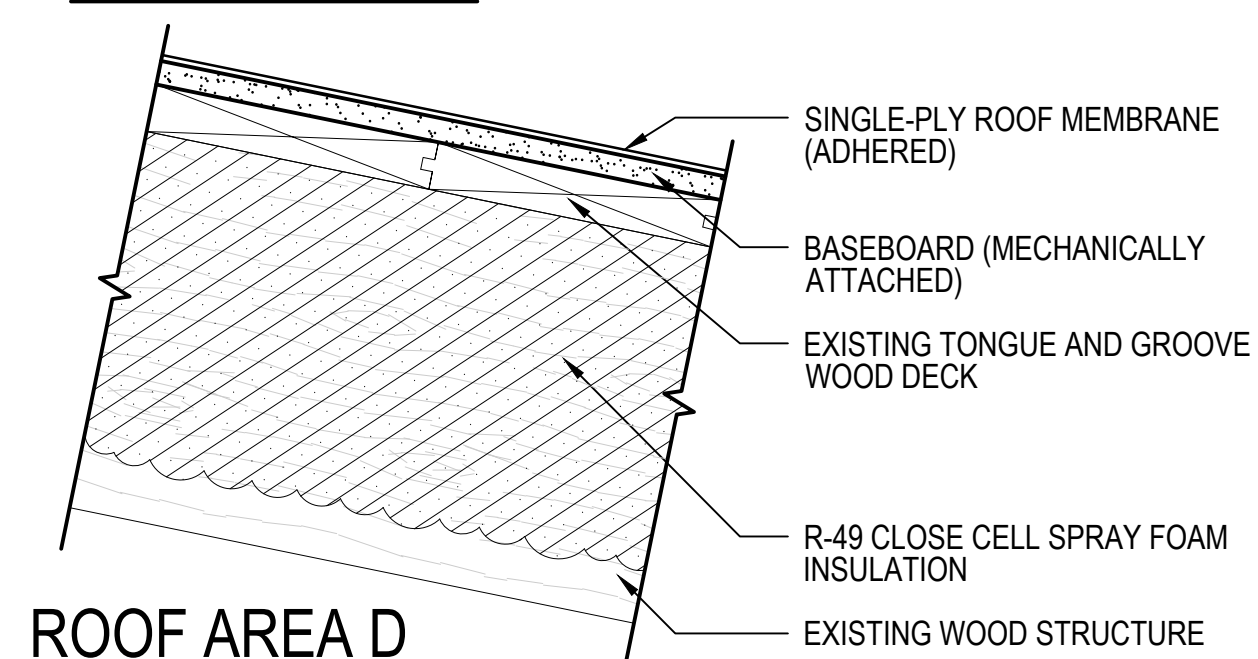 SINGLE-PLY ROOF MEMBRANE
(ADHERED)
BASEBOARD (MECHANICALLY
ATTACHED)
EXISTING TONGUE AND GROOVE
WOOD DECK
R-49 CLOSE CELL SPRAY FOAM
INSULATION
EXISTING WOOD STRUCTURE
ROOF AREA D